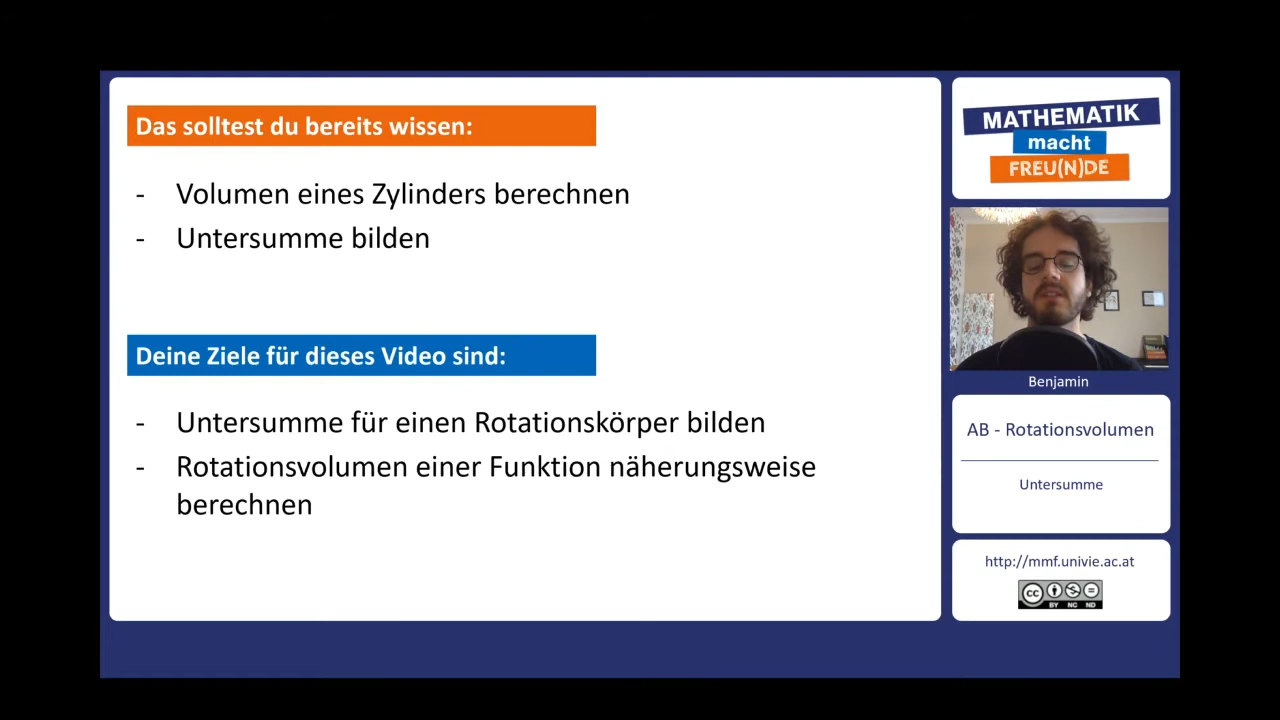 Das solltest du bereits wissen:
- Volumen eines Zylinders berechnen
- Untersumme bilden
Deine Ziele für dieses Video sind:
- Untersumme für einen Rotationskörper bilden
- Rotationsvolumen einer Funktion näherungsweise
berechnen
MATHEMATIK
macht
FREU(N)DE
Benjamin
AB - Rotationsvolumen
Untersumme
http://mmf.univie.ac.at
CC
BY NC ND